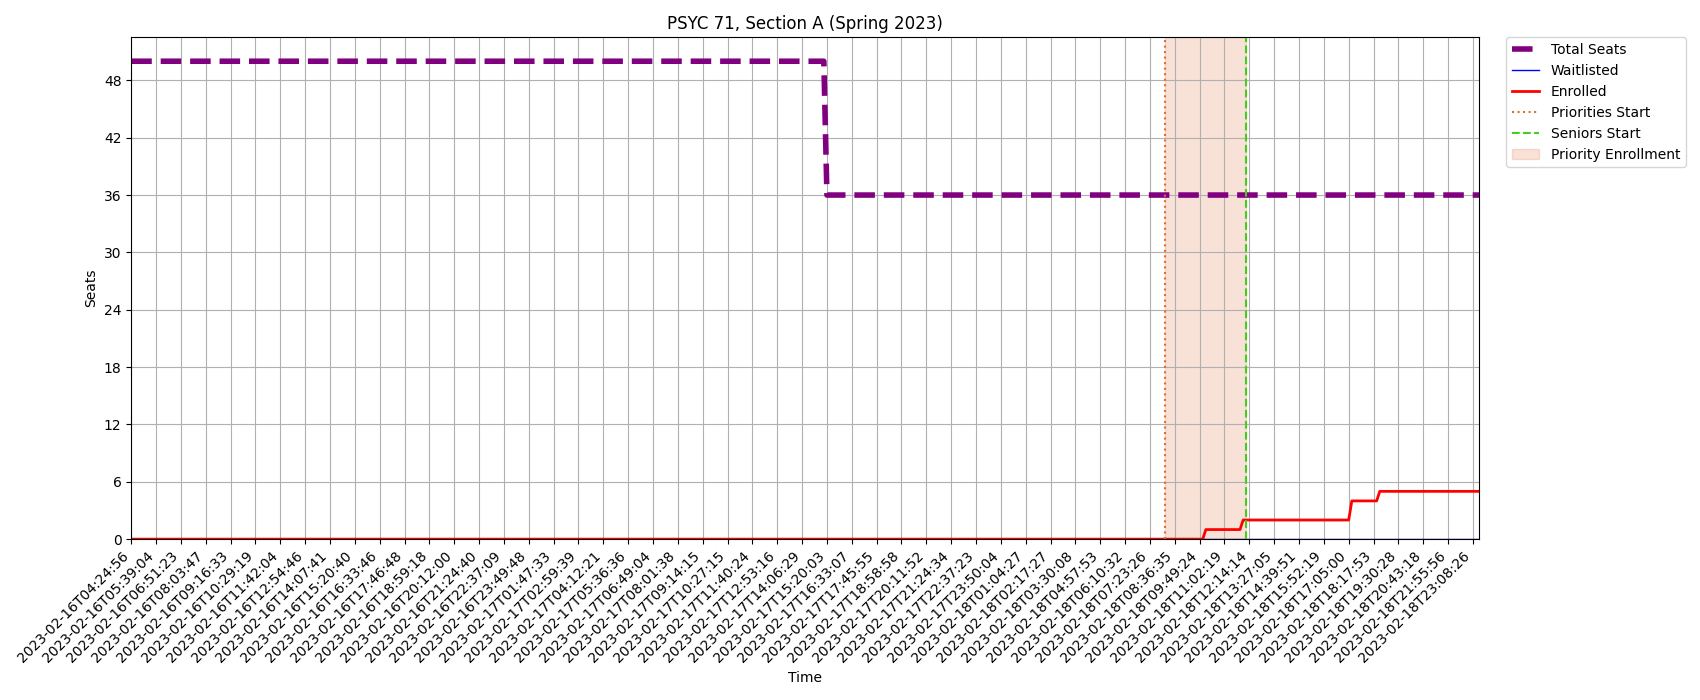 PSYC 71, Section A (Spring 2023)
Total Seats
Waitlisted
Enrolled
Priorities Start
Seniors Start
Priority Enrollment
Seats
48
42
36
30
24
18
12
6
0
2023-02-16T04:24:56
2023-02-16T05:39:04
2023-02-16T06:51:23
2023-02-16T08:03:47
2023-02-16T09:16:33
2023-02-16T10:29:19
2023-02-16T11:42:04
2023-02-16T12:54:46
2023-02-16T14:07:41
2023-02-16T15:20:40
2023-02-16T16:33:46
2023-02-16T17:46:48
2023-02-16T18:59:18
2023-02-16T20:12:00
2023-02-16T21:24:40
2023-02-16T22:37:09
2023-02-16T23:49:48
2023-02-17T01:47:33
2023-02-17T02:59:39
2023-02-17T04:12:21
2023-02-17T05:36:36
2023-02-17T06:49:04
2023-02-17T08:01:38
2023-02-17T09:14:15
2023-02-17T10:27:15
2023-02-17T11:40:24
2023-02-17T12:53:16
2023-02-17T14:06:29
2023-02-17T15:20:03
2023-02-17T16:33:07
2023-02-17T17:45:55
2023-02-17T18:58:58
2023-02-17T20:11:52
2023-02-17T21:24:34
2023-02-17T22:37:23
2023-02-17T23:50:04
2023-02-18T01:04:27
2023-02-18T02:17:27
2023-02-18T03:30:08
2023-02-18T04:57:53
2023-02-18T06:10:32
2023-02-18T07:23:26
2023-02-18T08:36:35
2023-02-18T09:49:24
2023-02-18T11:02:19
2023-02-18T12:14:14
2023-02-18T13:27:05
2023-02-18T14:39:51
2023-02-18T15:52:19
2023-02-18T17:05:00
2023-02-18T18:17:53
2023-02-18T19:30:28
2023-02-18T20:43:18
2023-02-18T21:55:56
2023-02-18T23:08:26
Time